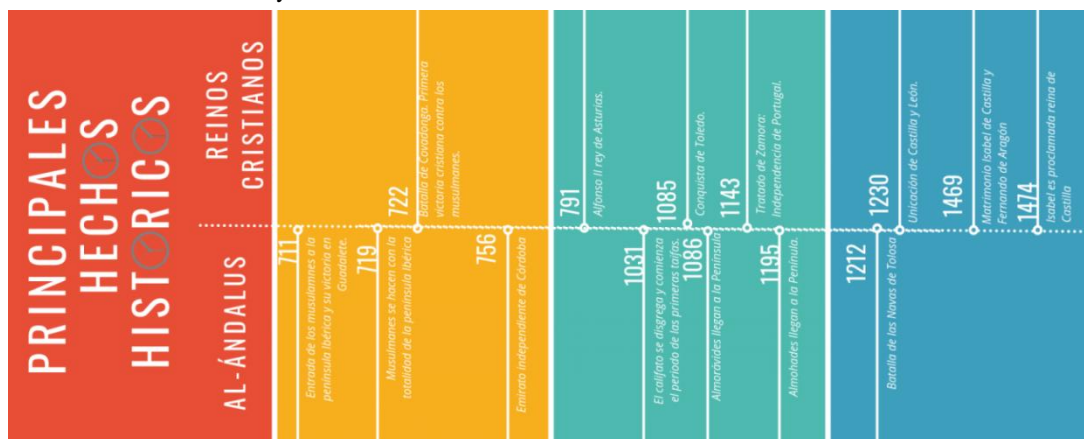 PRINCIPALES
HECHOS
HISTORICOS
REINOS
CRISTIANOS
AL-ÁNDALUS
711
Entrada de los musulamnes a la
península Ibérica y su victoria en
Guadalete.
719
Musulmanes se hacen con la
totalidad de la península Ibérica
722
Batalla de Covadonga. Primera
victoria cristiana contra los
musulmanes.
756
Emirato independiente de Córdoba
791
Alfonso II rey de Asturias.
1031
El califato se disgrega y comienza
el periodo de las primeras taifas.
1085
Conquista de Toledo.
1086
Almorávides llegan a la Península
1143
Tratado de Zamora:
Independencia de Portugal.
1195
Almohades llegan a la Penínula.
1212
Batalla de las Navas de Tolosa
1230
Unicación de Castilla y León.
1469
Matrimonio Isabel de Castilla y
Fernando de Aragón
1474
Isabel es proclamada reina de
Castilla